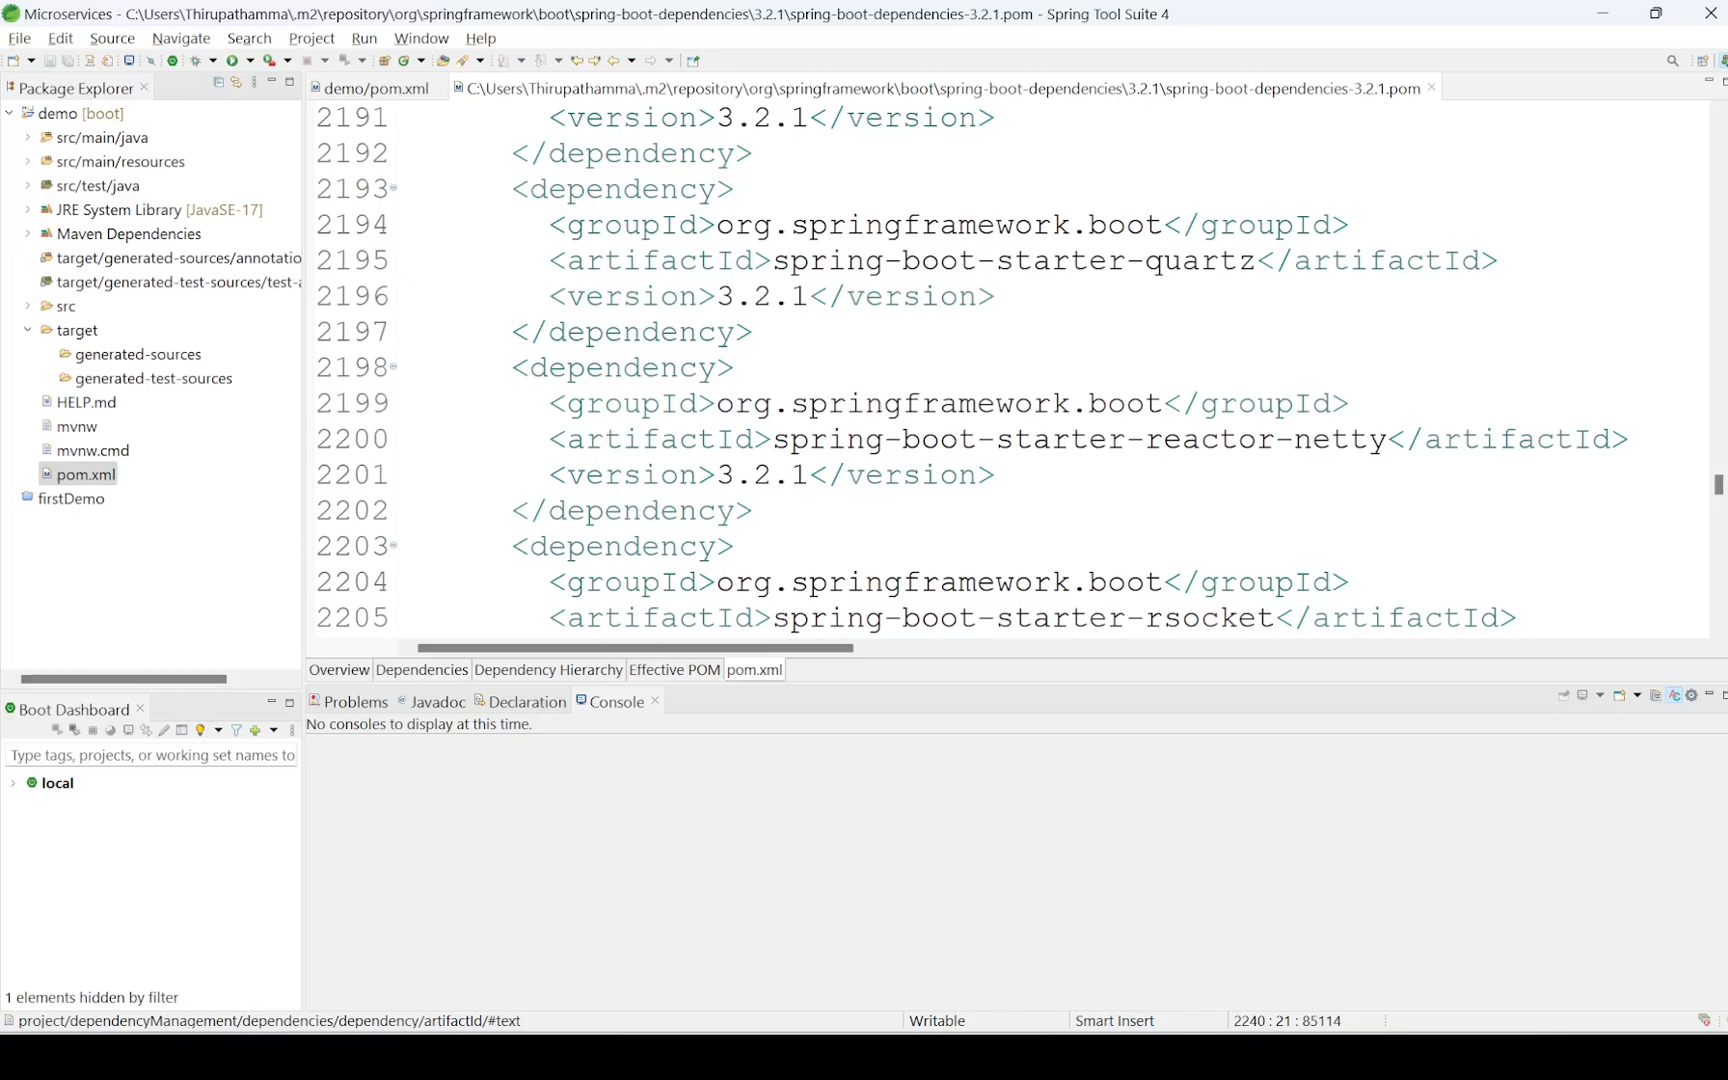 Microservices - C:\Users\Thirupathamma\.m2\repository\org\springframework\boot\spring-boot-dependencies\3.2.1\spring-boot-dependencies-3.2.1.pom - Spring Tool Suite 4
File Edit Source Navigate Search Project Run Window Help
Package Explorer
demo [boot]
src/main/java
src/main/resources
src/test/java
JRE System Library [JavaSE-17]
Maven Dependencies
target/generated-sources/annotatio
target/generated-test-sources/test-a
src
target
generated-sources
generated-test-sources
HELP.md
mvnw
mvnw.cmd
pom.xml
firstDemo
demo/pom.xml
C:\Users\Thirupathamma\.m2\repository\org\springframework\boot\spring-boot-dependencies\3.2.1\spring-boot-dependencies-3.2.1.pom
2191 <version>3.2.1</version>
2192 </dependency>
2193 <dependency>
2194 <groupId>org.springframework.boot</groupId>
2195 <artifactId>spring-boot-starter-quartz</artifactId>
2196 <version>3.2.1</version>
2197 </dependency>
2198 <dependency>
2199 <groupId>org.springframework.boot</groupId>
2200 <artifactId>spring-boot-starter-reactor-netty</artifactId>
2201 <version>3.2.1</version>
2202 </dependency>
2203 <dependency>
2204 <groupId>org.springframework.boot</groupId>
2205 <artifactId>spring-boot-starter-rsocket</artifactId>
Overview Dependencies Dependency Hierarchy Effective POM pom.xml
Boot Dashboard
Type tags, projects, or working set names to
local
1 elements hidden by filter
Problems Javadoc Declaration Console
No consoles to display at this time.
project/dependencyManagement/dependencies/dependency/artifactId/#text
Writable
Smart Insert
2240 : 21 : 85114